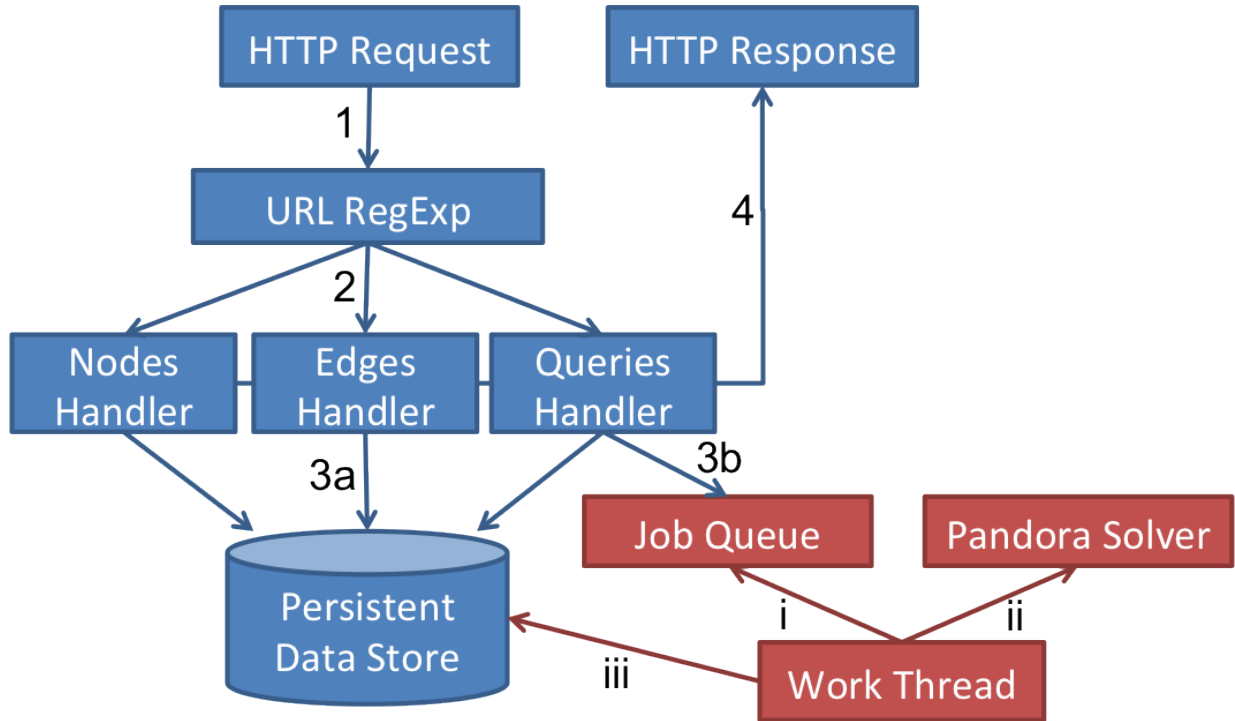 HTTP Request
HTTP Response
1
URL RegExp
4
2
Nodes
Handler
Edges
Handler
Queries
Handler
3a
3b
Job Queue
Pandora Solver
Persistent
Data Store
i
ii
iii
Work Thread